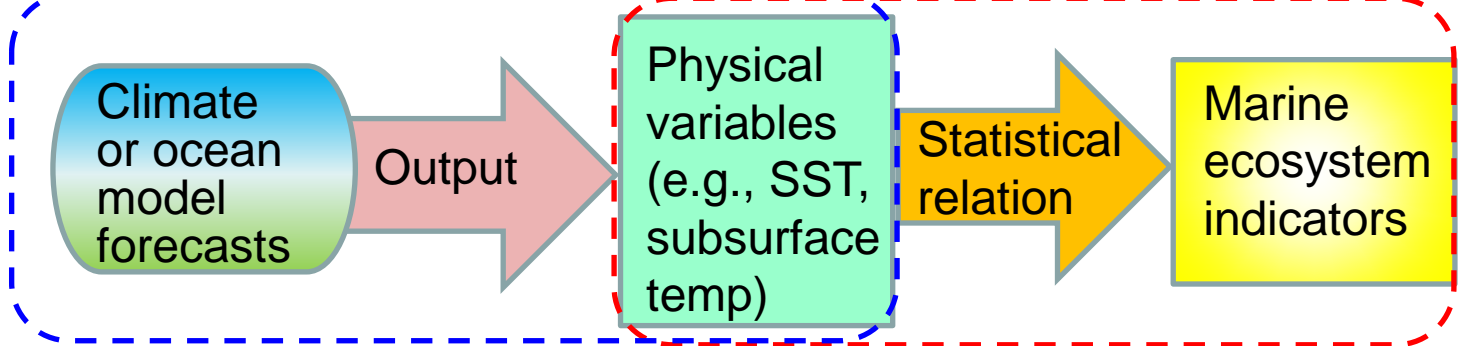 Climate
or ocean
model
forecasts
Output
Physical
variables
(e.g., SST,
subsurface
temp)
Statistical
relation
Marine
ecosystem
indicators